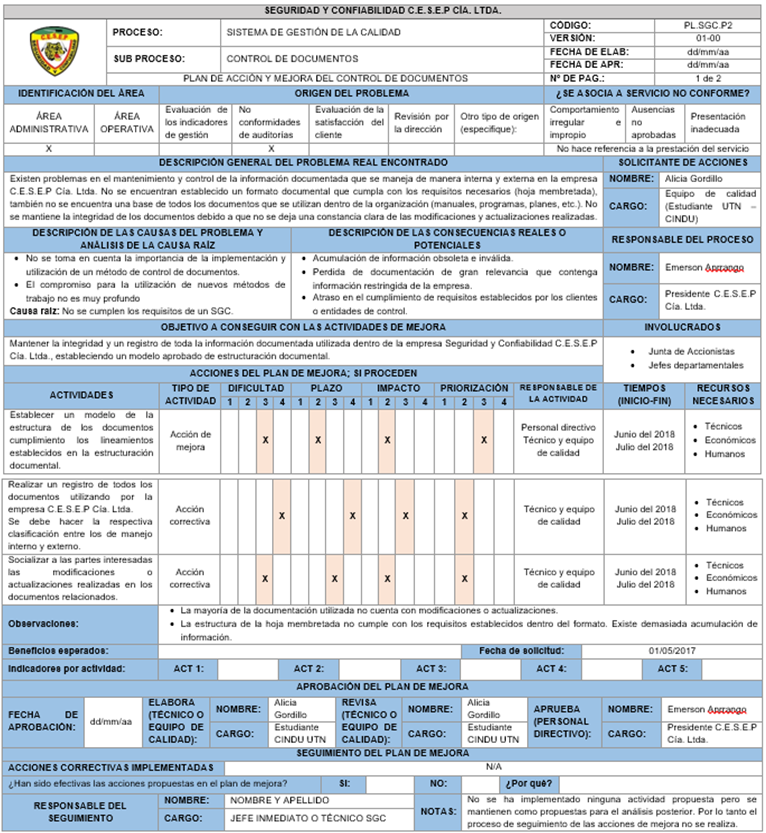 SEGURIDAD Y CONFIABILIDAD C.E.S.E.P CÍA. LTDA.
CESEP
PROCESO:
SISTEMA DE GESTIÓN DE LA CALIDAD
CÓDIGO:
PL.SGC.P2
VERSIÓN:
01-00
SUB PROCESO:
CONTROL DE DOCUMENTOS
FECHA DE ELAB:
dd/mm/aa
FECHA DE APR:
dd/mm/aa
PLAN DE ACCIÓN Y MEJORA DEL CONTROL DE DOCUMENTOS
Nº DE PAG.:
1 de 2
IDENTIFICACIÓN DEL ÁREA
ORIGEN DEL PROBLEMA
¿SE ASOCIA A SERVICIO NO CONFORME?
ÁREA
ADMINISTRATIVA
ÁREA
OPERATIVA
Evaluación de
los indicadores
de gestión
No
conformidades
de auditorías
Evaluación de la
satisfacción del
cliente
Revisión por
la dirección
Otro tipo de origen
(especifique):
Comportamiento
irregular e
impropio
Ausencias
no
aprobadas
Presentación
inadecuada
X
X
No hace referencia a la prestación del servicio
DESCRIPCIÓN GENERAL DEL PROBLEMA REAL ENCONTRADO
SOLICITANTE DE ACCIONES
Existen problemas en el mantenimiento y control de la información documentada que se maneja de manera interna y externa en la empresa
C.E.S.E.P Cía. Ltda. No se encuentran establecido un formato documental que cumpla con los requisitos necesarios (hoja membretada),
también no se encuentra una base de todos los documentos que se utilizan dentro de la organización (manuales, programas, planes, etc.). No
se mantiene la integridad de los documentos debido a que no se deja una constancia clara de las modificaciones y actualizaciones realizadas.
NOMBRE:
Alicia Gordillo
CARGO:
Equipo de calidad
(Estudiante UTN –
CINDU)
DESCRIPCIÓN DE LAS CAUSAS DEL PROBLEMA Y
ANÁLISIS DE LA CAUSA RAÍZ
DESCRIPCIÓN DE LAS CONSECUENCIAS REALES O
POTENCIALES
RESPONSABLE DEL PROCESO
• No se toma en cuenta la importancia de la implementación y
utilización de un método de control de documentos.
• El compromiso para la utilización de nuevos métodos de
trabajo no es muy profundo
Causa raíz: No se cumplen los requisitos de un SGC.
• Acumulación de información obsoleta e inválida.
• Perdida de documentación de gran relevancia que contenga
información restringida de la empresa.
• Atraso en el cumplimiento de requisitos establecidos por los clientes
o entidades de control.
NOMBRE:
Emerson Aprrango
CARGO:
Presidente C.E.S.E.P
Cía. Ltda.
OBJETIVO A CONSEGUIR CON LAS ACTIVIDADES DE MEJORA
INVOLUCRADOS
Mantener la integridad y un registro de toda la información documentada utilizada dentro de la empresa Seguridad y Confiabilidad C.E.S.E.P
Cía. Ltda., estableciendo un modelo aprobado de estructuración documental.
• Junta de Accionistas
• Jefes departamentales
ACCIONES DEL PLAN DE MEJORA; SI PROCEDEN
ACTIVIDADES
TIPO DE
ACTIVIDAD
DIFICULTAD
PLAZO
IMPACTO
PRIORIZACIÓN
RESPONSABLE DE
LA ACTIVIDAD
TIEMPOS
(INICIO-FIN)
RECURSOS
NECESARIOS
1 2 3 4 1 2 3 4 1 2 3 4 1 2 3 4
Establecer un modelo de la
estructura de los documentos
cumplimiento los lineamientos
establecidos en la estructuración
documental.
Acción de
mejora
X X X X
Personal directivo
Técnico y equipo
de calidad
Junio del 2018
Julio del 2018
• Técnicos
• Económicos
• Humanos
Realizar un registro de todos los
documentos utilizando por la
empresa C.E.S.E.P Cía. Ltda.
Se debe hacer la respectiva
clasificación entre los de manejo
interno y externo.
Acción
correctiva
X X X X
Técnico y equipo
de calidad
Junio del 2018
Julio del 2018
• Técnicos
• Económicos
• Humanos
Socializar a las partes interesadas
las modificaciones o
actualizaciones realizadas en los
documentos relacionados.
Acción
correctiva
X X X X
Técnico y equipo
de calidad
Junio del 2018
Julio del 2018
• Técnicos
• Económicos
• Humanos
Observaciones:
• La mayoría de la documentación utilizada no cuenta con modificaciones o actualizaciones.
• La estructura de la hoja membretada no cumple con los requisitos establecidos dentro del formato. Existe demasiada acumulación de
información.
Beneficios esperados:
Fecha de solicitud:
01/05/2017
Indicadores por actividad:
ACT 1:
ACT 2:
ACT 3:
ACT 4:
ACT 5:
APROBACIÓN DEL PLAN DE MEJORA
FECHA DE
APROBACIÓN:
dd/mm/aa
ELABORA
(TÉCNICO O
EQUIPO DE
CALIDAD):
NOMBRE:
Alicia
Gordillo
CARGO:
Estudiante
CINDU UTN
REVISA
(TÉCNICO O
EQUIPO DE
CALIDAD):
NOMBRE:
Alicia
Gordillo
CARGO:
Estudiante
CINDU UTN
APRUEBA
(PERSONAL
DIRECTIVO):
NOMBRE:
Emerson Aprrango
CARGO:
Presidente C.E.S.E.P
Cía. Ltda.
SEGUIMIENTO DEL PLAN DE MEJORA
ACCIONES CORRECTIVAS IMPLEMENTADAS
N/A
¿Han sido efectivas las acciones propuestas en el plan de mejora?
SI:
NO:
¿Por qué?
RESPONSABLE DEL
SEGUIMIENTO
NOMBRE:
NOMBRE Y APELLIDO
CARGO:
JEFE INMEDIATO O TÉCNICO SGC
NOTAS:
No se ha implementado ninguna actividad propuesta pero se
mantienen como propuestas para el análisis posterior. Por lo tanto el
proceso de seguimiento de las acciones de mejora no se realiza.